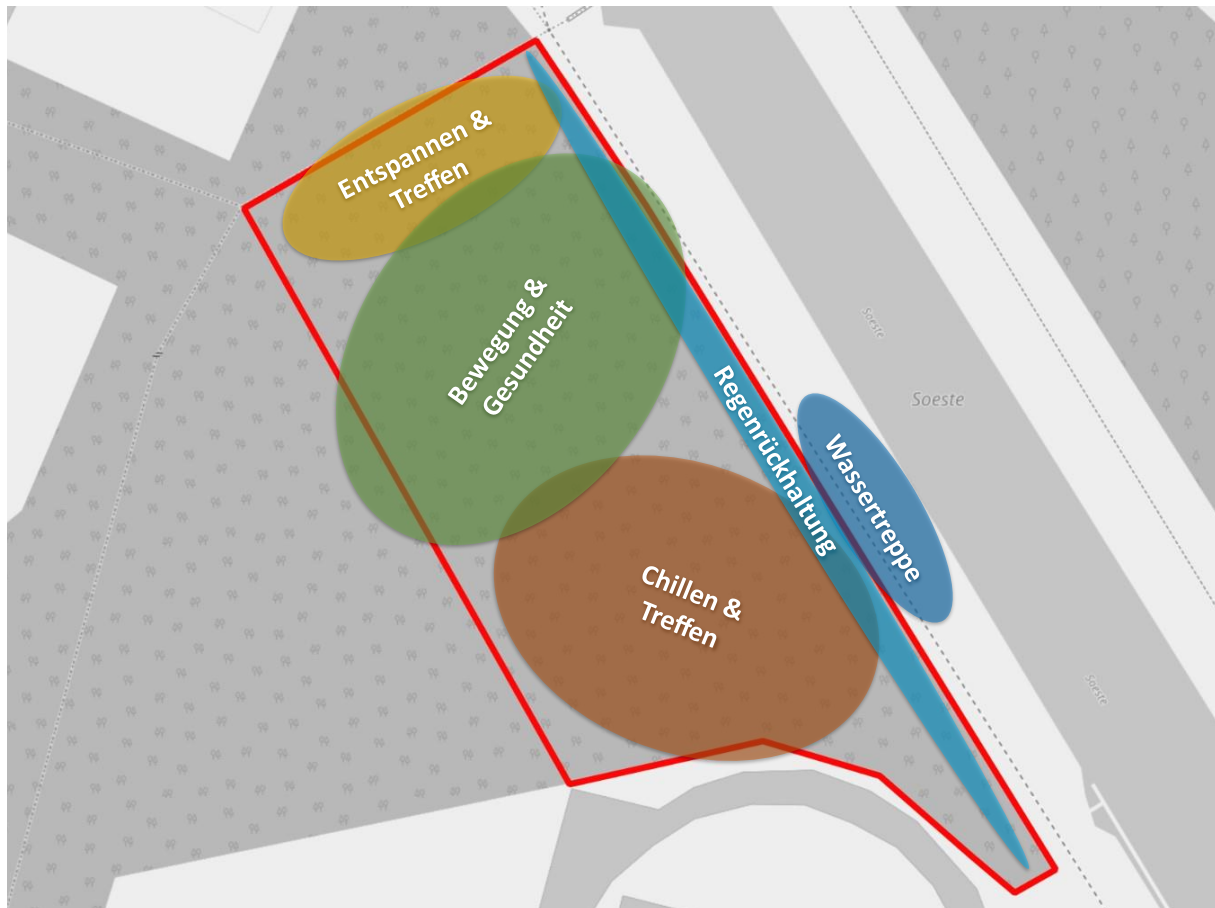 Entspannen &
Treffen
Bewegung &
Gesundheit
Regenrückhaltung
Wassertreppe
Chillen &
Treffen
Soeste
Soeste
Soeste